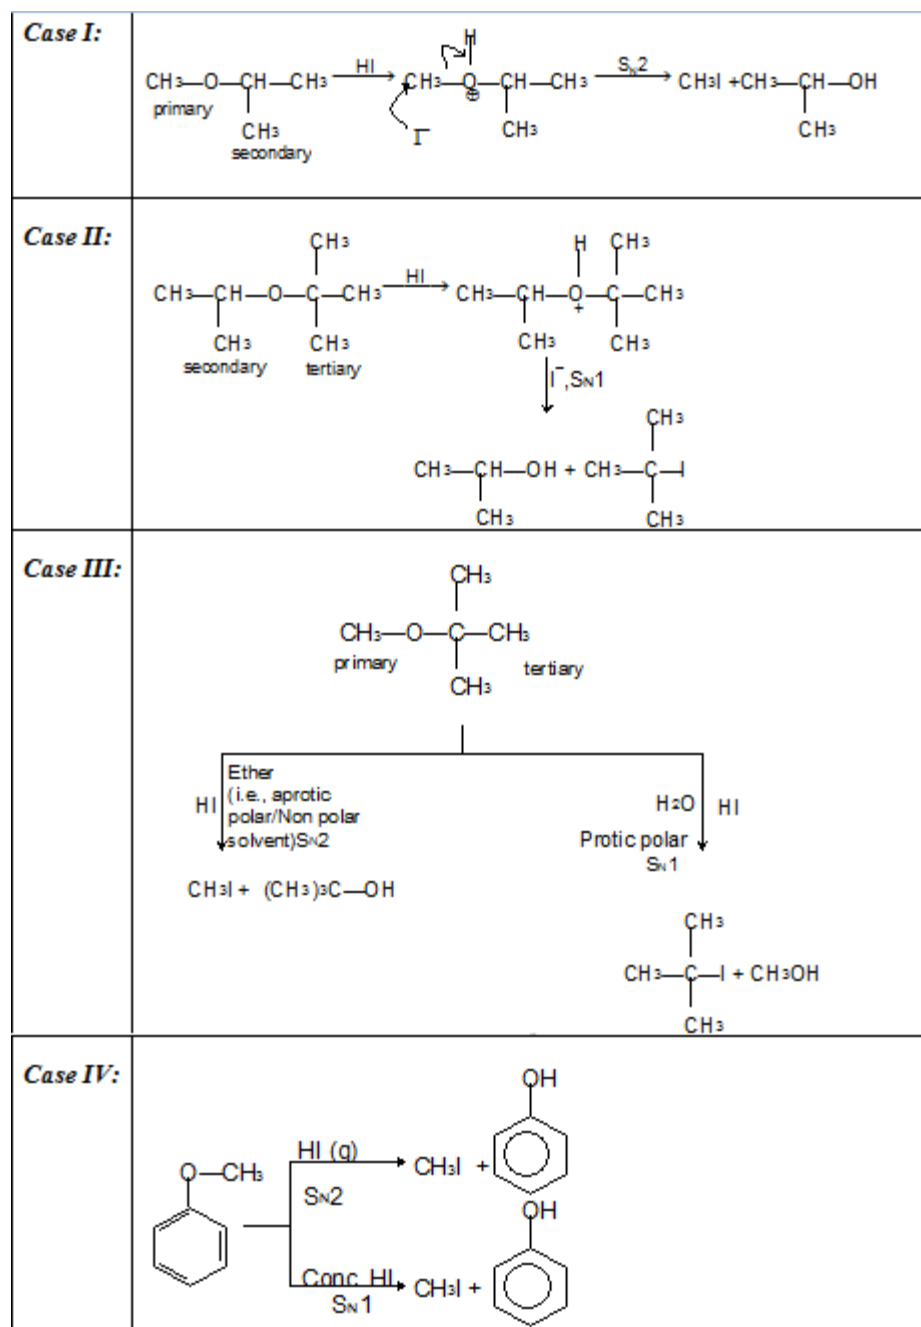 Case I:
H
CH3—O—CH—CH3 HI CH3—O—CH—CH3 SN2 CH3I +CH3—CH—OH
⊕
primary
CH3 CH3 CH3
I⁻
secondary
Case II:
CH3 H CH3
CH3—CH—O—C—CH3 HI CH3—CH—O—C—CH3
+
CH3 CH3 CH3 CH3
secondary tertiary
I⁻,SN1
CH3
CH3—CH—OH + CH3—C—I
CH3 CH3
Case III:
CH3
CH3—O—C—CH3
primary tertiary
CH3
Ether
(i.e., aprotic
HI polar/Non polar
solvent)SN2
H2O HI
Protic polar
SN1
CH3I + (CH3)3C—OH
CH3
CH3—C—I + CH3OH
CH3
Case IV:
OH
HI (g)
O—CH3 CH3I +
SN2
OH
Conc. HI CH3I +
SN1